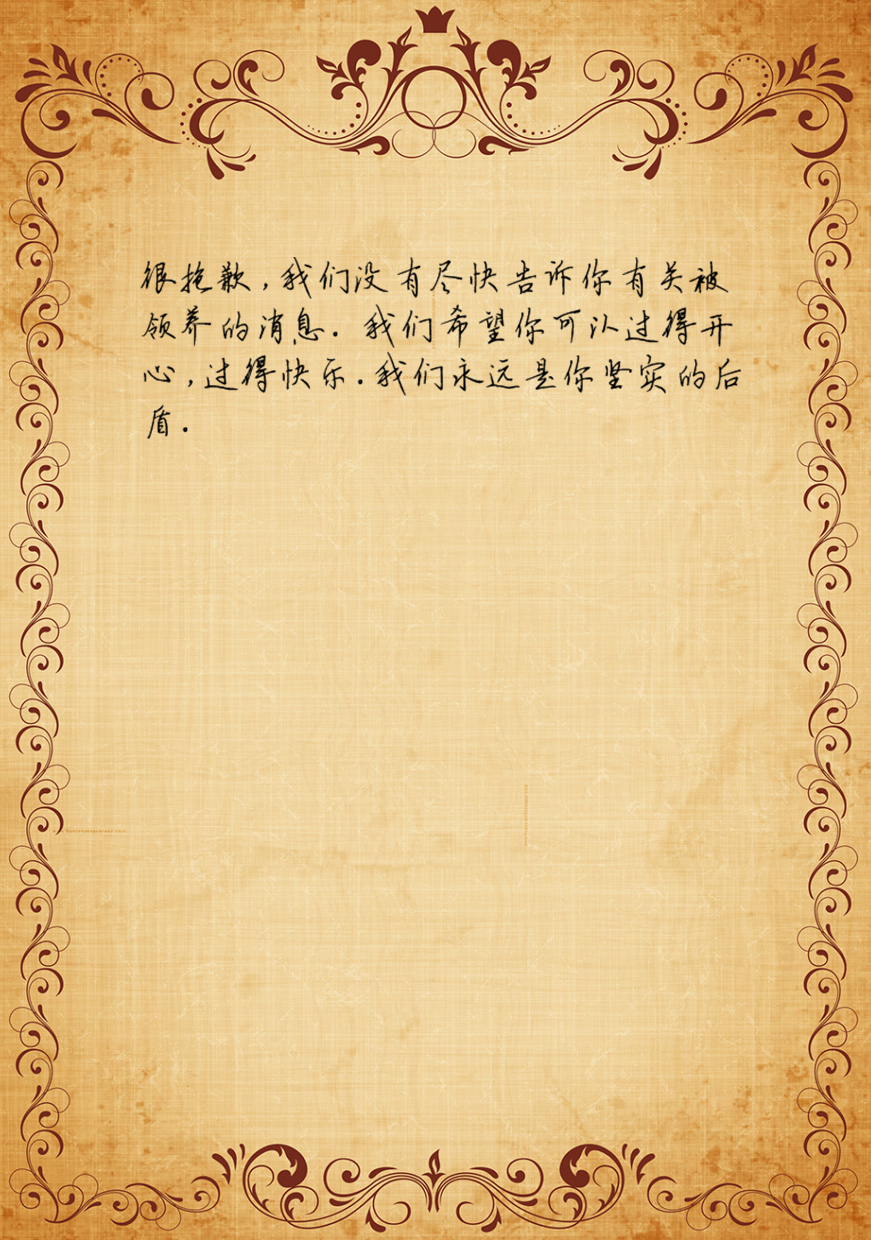 很抱歉,我们没有尽快告诉你有关被
领养的消息.我们希望你可以过得开
心,过得快乐.我们永远是你坚实的后
盾.